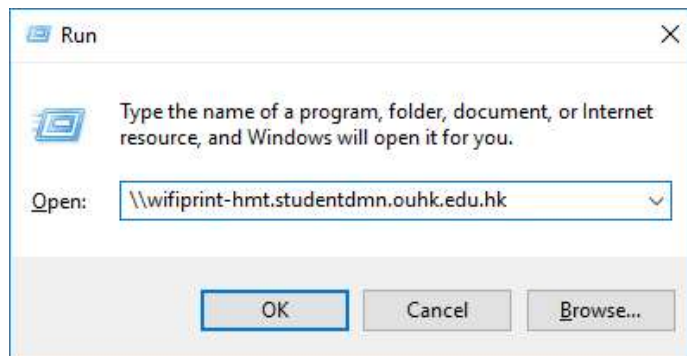 Run
Type the name of a program, folder, document, or Internet
resource, and Windows will open it for you.
Open: \\wifiprint-hmt.studentdmn.ouhk.edu.hk
OK Cancel Browse...